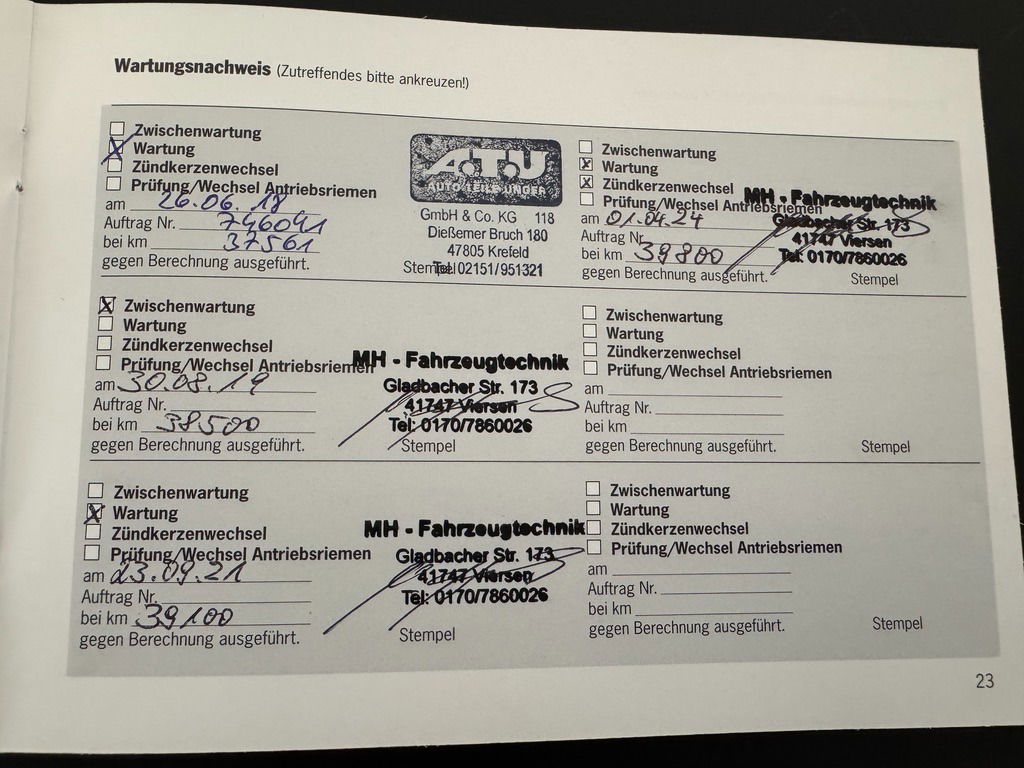 Wartungsnachweis (Zutreffendes bitte ankreuzen!)
Zwischenwartung
Wartung
Zündkerzenwechsel
Prüfung/Wechsel Antriebsriemen
am 26.06.18
Auftrag Nr. 746041
bei km 37561
gegen Berechnung ausgeführt.
A.T.U
AUTO-TEILE-UNGER
GmbH & Co. KG 118
Dießemer Bruch 180
47805 Krefeld
Tel 02151/951321
Stempel
Zwischenwartung
Wartung
Zündkerzenwechsel
Prüfung/Wechsel Antriebsriemen
am 30.08.19
Auftrag Nr.
bei km 38500
gegen Berechnung ausgeführt.
MH - Fahrzeugtechnik
Gladbacher Str. 173
41747 Viersen
Tel: 0170/7860026
Stempel
Zwischenwartung
Wartung
Zündkerzenwechsel
Prüfung/Wechsel Antriebsriemen
am 23.09.21
Auftrag Nr.
bei km 39100
gegen Berechnung ausgeführt.
MH - Fahrzeugtechnik
Gladbacher Str. 173
41747 Viersen
Tel: 0170/7860026
Stempel
Zwischenwartung
Wartung
Zündkerzenwechsel
Prüfung/Wechsel Antriebsriemen
am 01.04.24
Auftrag Nr.
bei km 39800
gegen Berechnung ausgeführt.
MH - Fahrzeugtechnik
Gladbacher Str. 173
41747 Viersen
Tel: 0170/7860026
Stempel
Zwischenwartung
Wartung
Zündkerzenwechsel
Prüfung/Wechsel Antriebsriemen
am
Auftrag Nr.
bei km
gegen Berechnung ausgeführt.
Stempel
Zwischenwartung
Wartung
Zündkerzenwechsel
Prüfung/Wechsel Antriebsriemen
am
Auftrag Nr.
bei km
gegen Berechnung ausgeführt.
Stempel
23